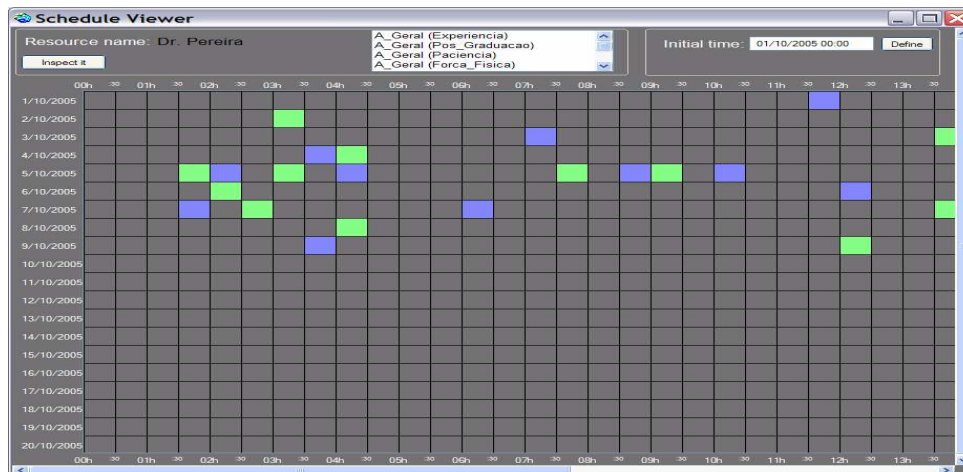 Schedule Viewer
Resource name: Dr. Pereira
Inspect it
A_Geral (Experiencia)
A_Geral (Pos_Graduacao)
A_Geral (Paciencia)
A_Geral (Forca_Fisica)
Initial time: 01/10/2005 00:00 Define
00h 30 01h 30 02h 30 03h 30 04h 30 05h 30 06h 30 07h 30 08h 30 09h 30 10h 30 11h 30 12h 30 13h 30
1/10/2005
2/10/2005
3/10/2005
4/10/2005
5/10/2005
6/10/2005
7/10/2005
8/10/2005
9/10/2005
10/10/2005
11/10/2005
12/10/2005
13/10/2005
14/10/2005
15/10/2005
16/10/2005
17/10/2005
18/10/2005
19/10/2005
20/10/2005
00h 30 01h 30 02h 30 03h 30 04h 30 05h 30 06h 30 07h 30 08h 30 09h 30 10h 30 11h 30 12h 30 13h 30